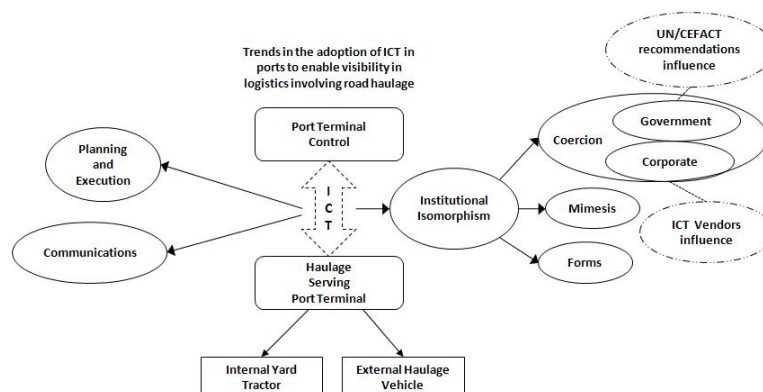 UN/CEFACT
recommendations
influence
Trends in the adoption of ICT in
ports to enable visibility in
logistics involving road haulage
Port Terminal
Control
Government
Coercion
Corporate
Planning
and
Execution
I
C
T
Institutional
Isomorphism
Mimesis
ICT Vendors
influence
Communications
Forms
Haulage
Serving
Port Terminal
Internal Yard
Tractor
External Haulage
Vehicle